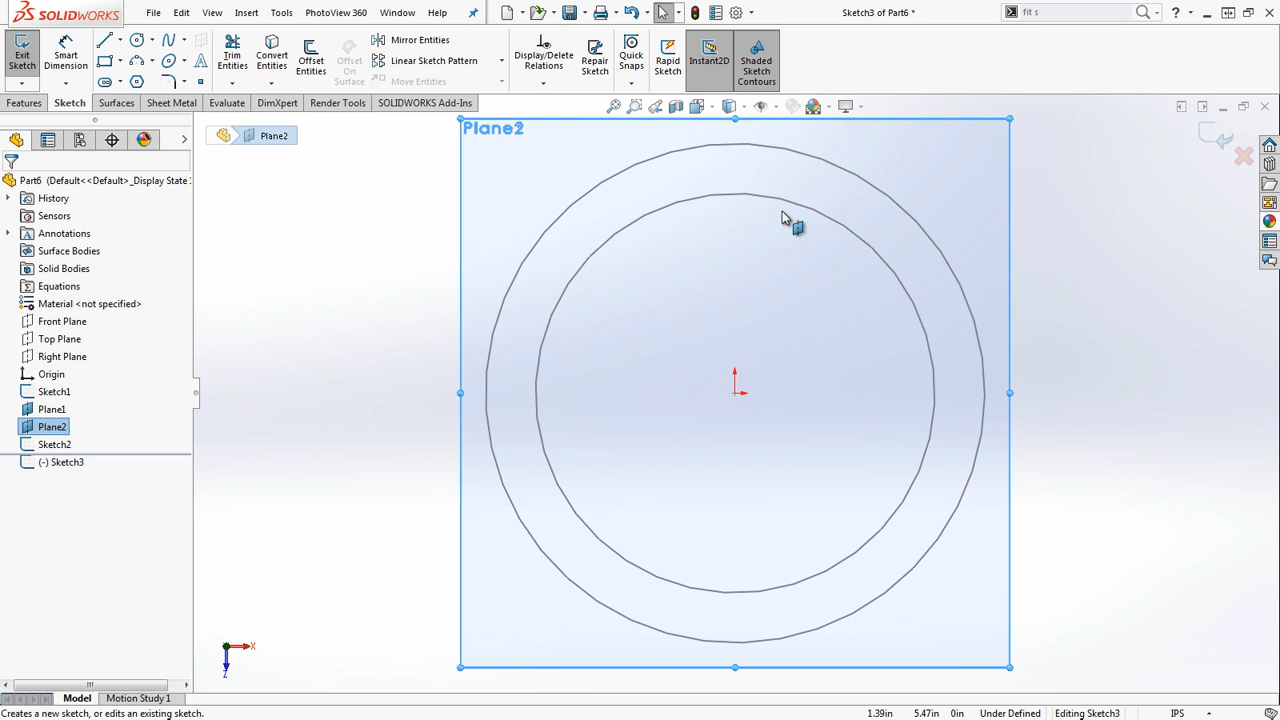 SOLIDWORKS
File Edit View Insert Tools PhotoView 360 Window Help
Sketch3 of Part6 *
fit s
Exit Sketch
Smart Dimension
Trim Entities
Convert Entities
Offset Entities
Offset On Surface
Mirror Entities
Linear Sketch Pattern
Move Entities
Display/Delete Relations
Repair Sketch
Quick Snaps
Rapid Sketch
Instant2D
Shaded Sketch Contours
Features Sketch Surfaces Sheet Metal Evaluate DimXpert Render Tools SOLIDWORKS Add-Ins
Plane2
Plane2
Part6 (Default<<Default>_Display State 1
History
Sensors
Annotations
Surface Bodies
Solid Bodies
Equations
Material <not specified>
Front Plane
Top Plane
Right Plane
Origin
Sketch1
Plane1
Plane2
Sketch2
(-) Sketch3
X
Z
Model Motion Study 1
Creates a new sketch, or edits an existing sketch.
1.39in 5.47in 0in Under Defined Editing Sketch3 IPS